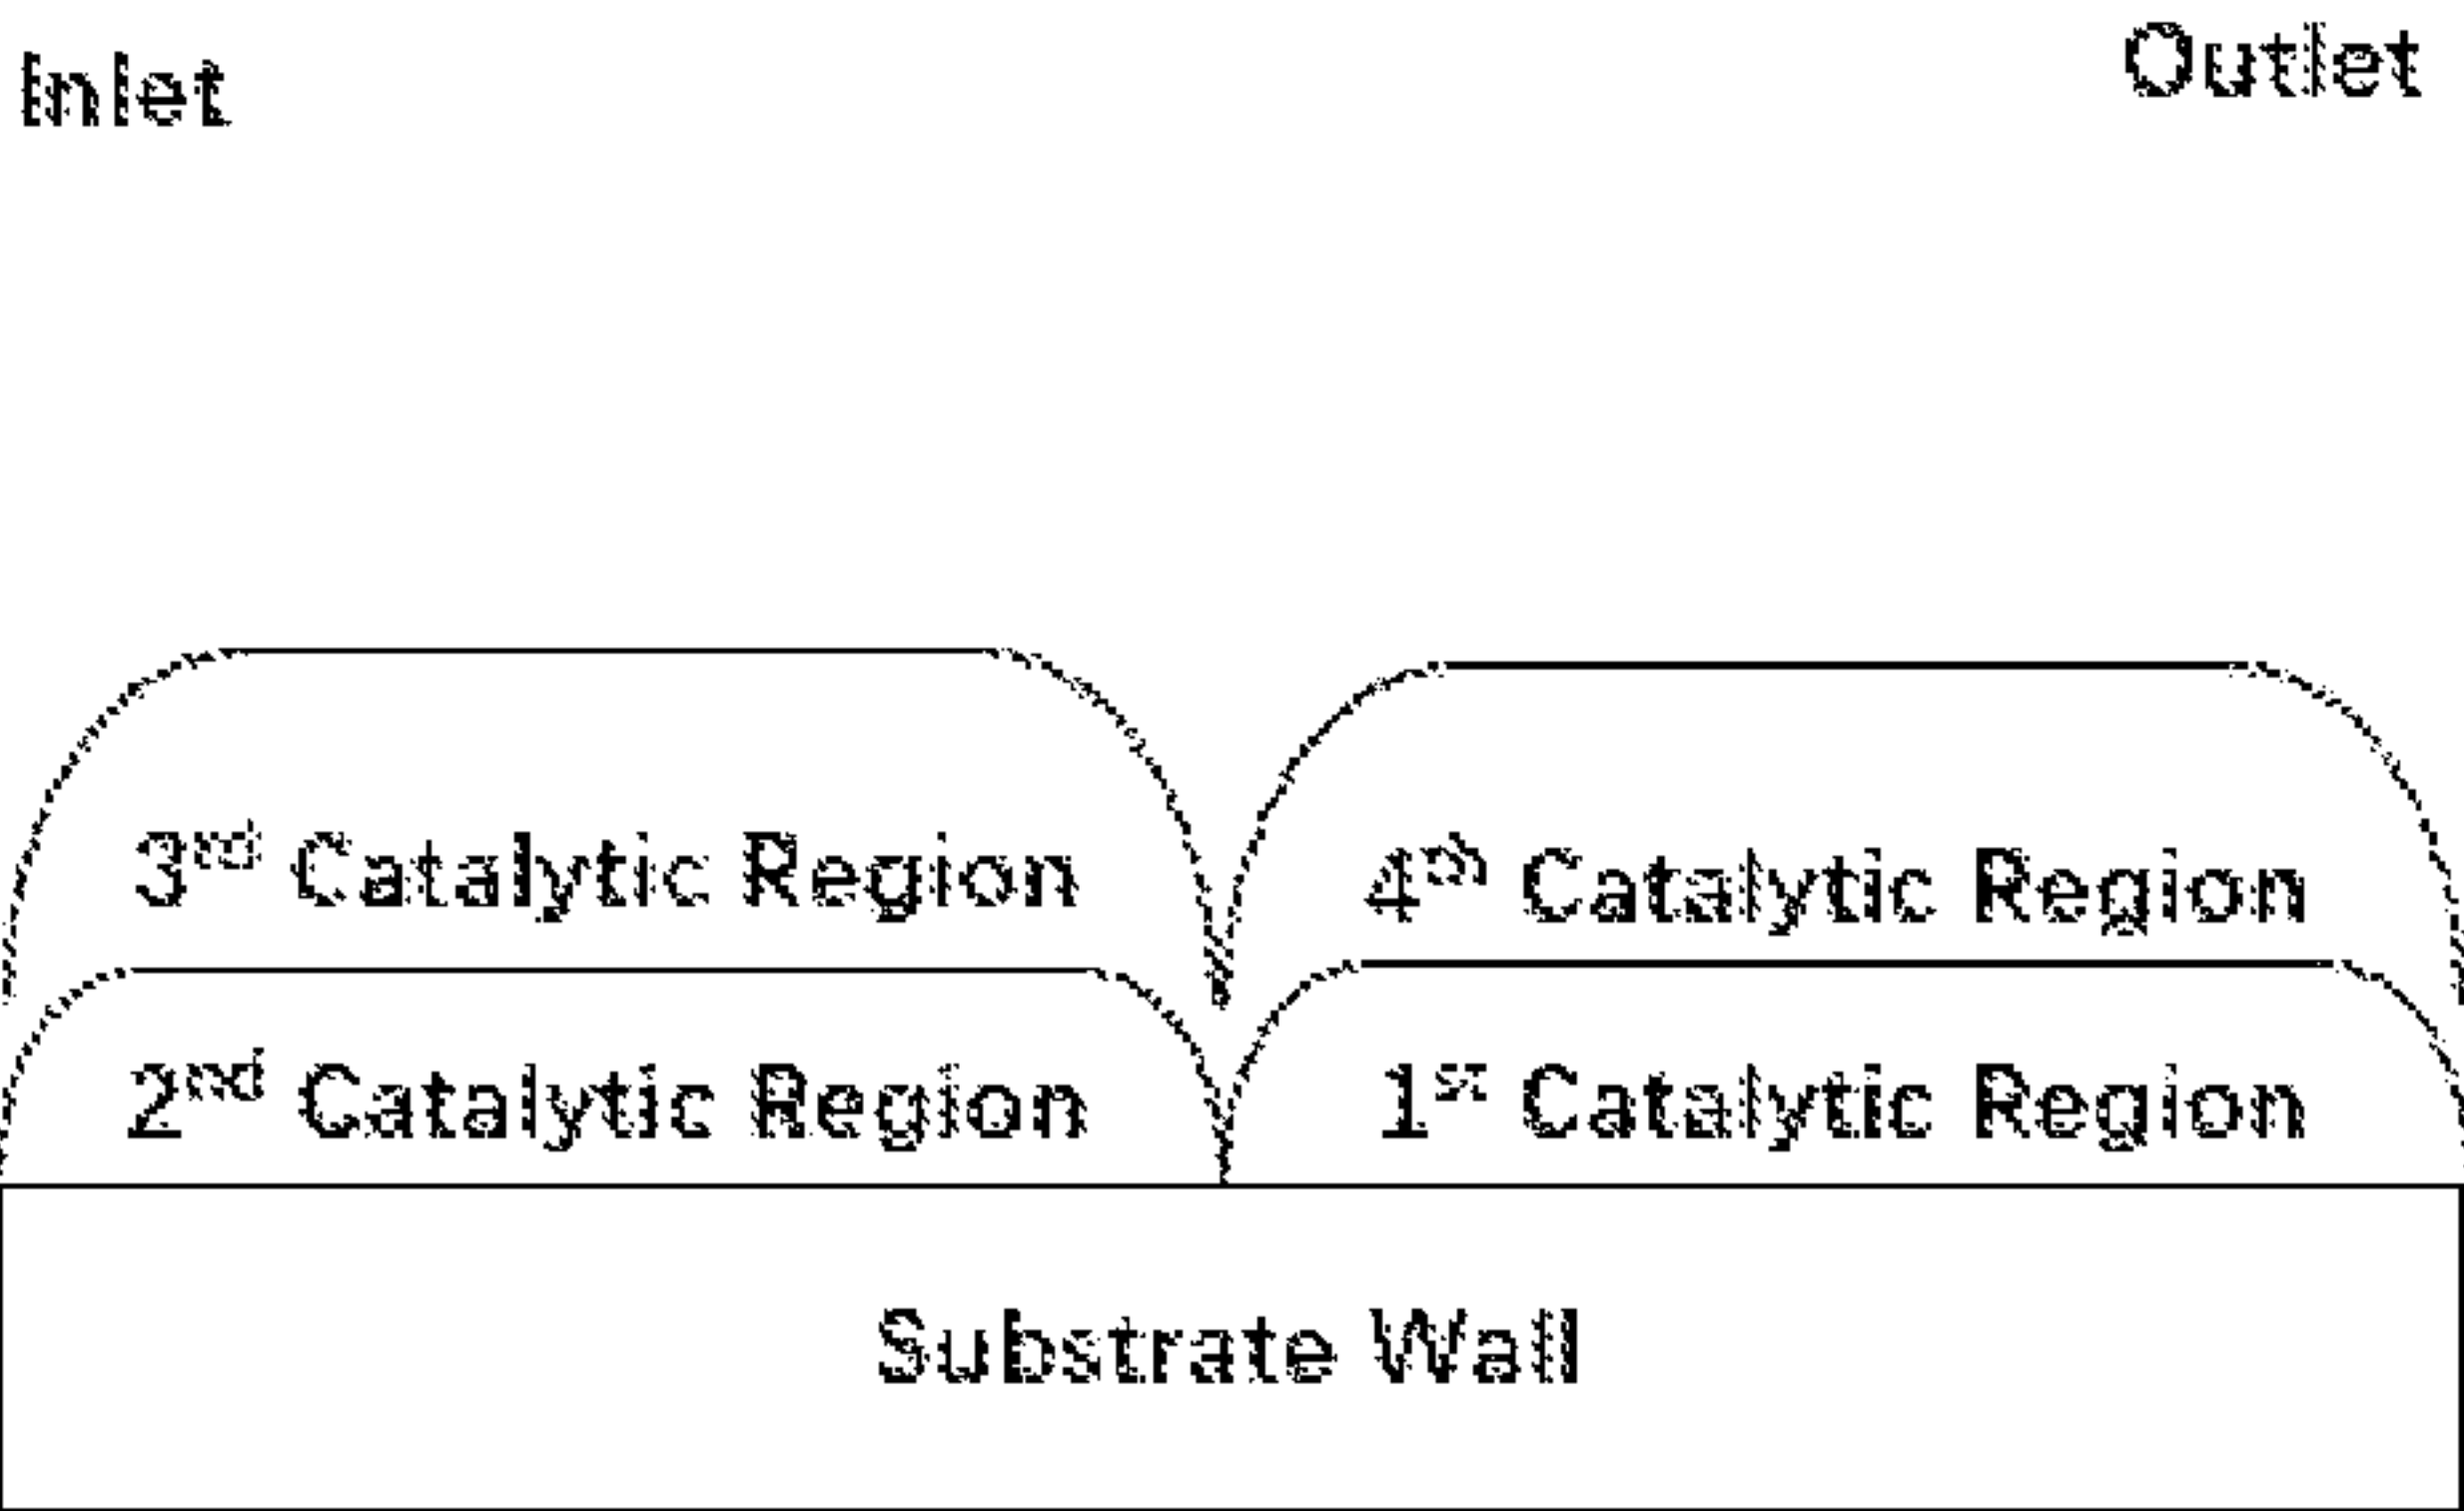 Inlet
Outlet
3rd Catalytic Region
4th Catalytic Region
2nd Catalytic Region
1st Catalytic Region
Substrate Wall